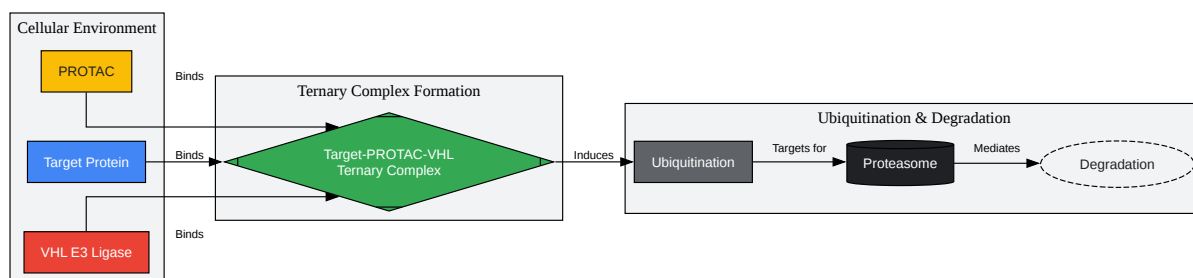 Cellular Environment
PROTAC
Target Protein
VHL E3 Ligase
Binds
Binds
Binds
Ternary Complex Formation
Target-PROTAC-VHL
Ternary Complex
Induces
Ubiquitination & Degradation
Ubiquitination
Targets for
Proteasome
Mediates
Degradation